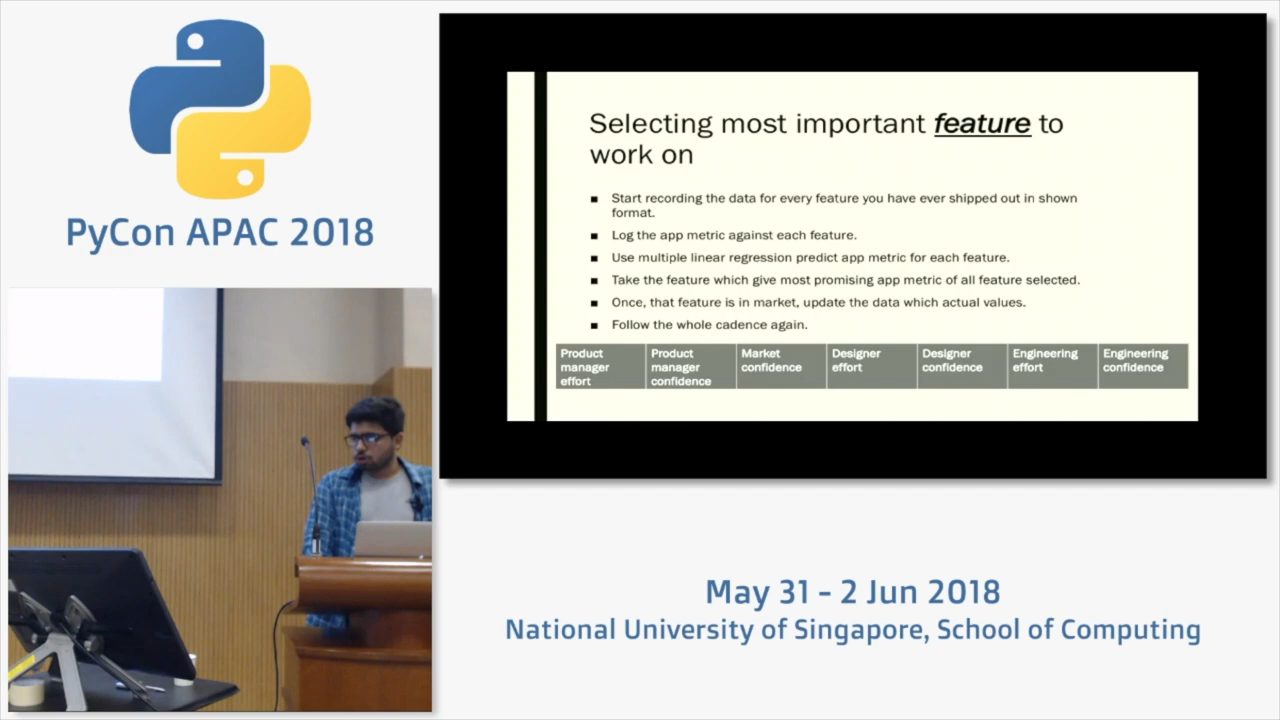 PyCon APAC 2018
Selecting most important feature to
work on
Start recording the data for every feature you have ever shipped out in shown
format.
Log the app metric against each feature.
Use multiple linear regression predict app metric for each feature.
Take the feature which give most promising app metric of all feature selected.
Once, that feature is in market, update the data which actual values.
Follow the whole cadence again.
Product
manager
effort
Product
manager
confidence
Market
confidence
Designer
effort
Designer
confidence
Engineering
effort
Engineering
confidence
May 31 - 2 Jun 2018
National University of Singapore, School of Computing